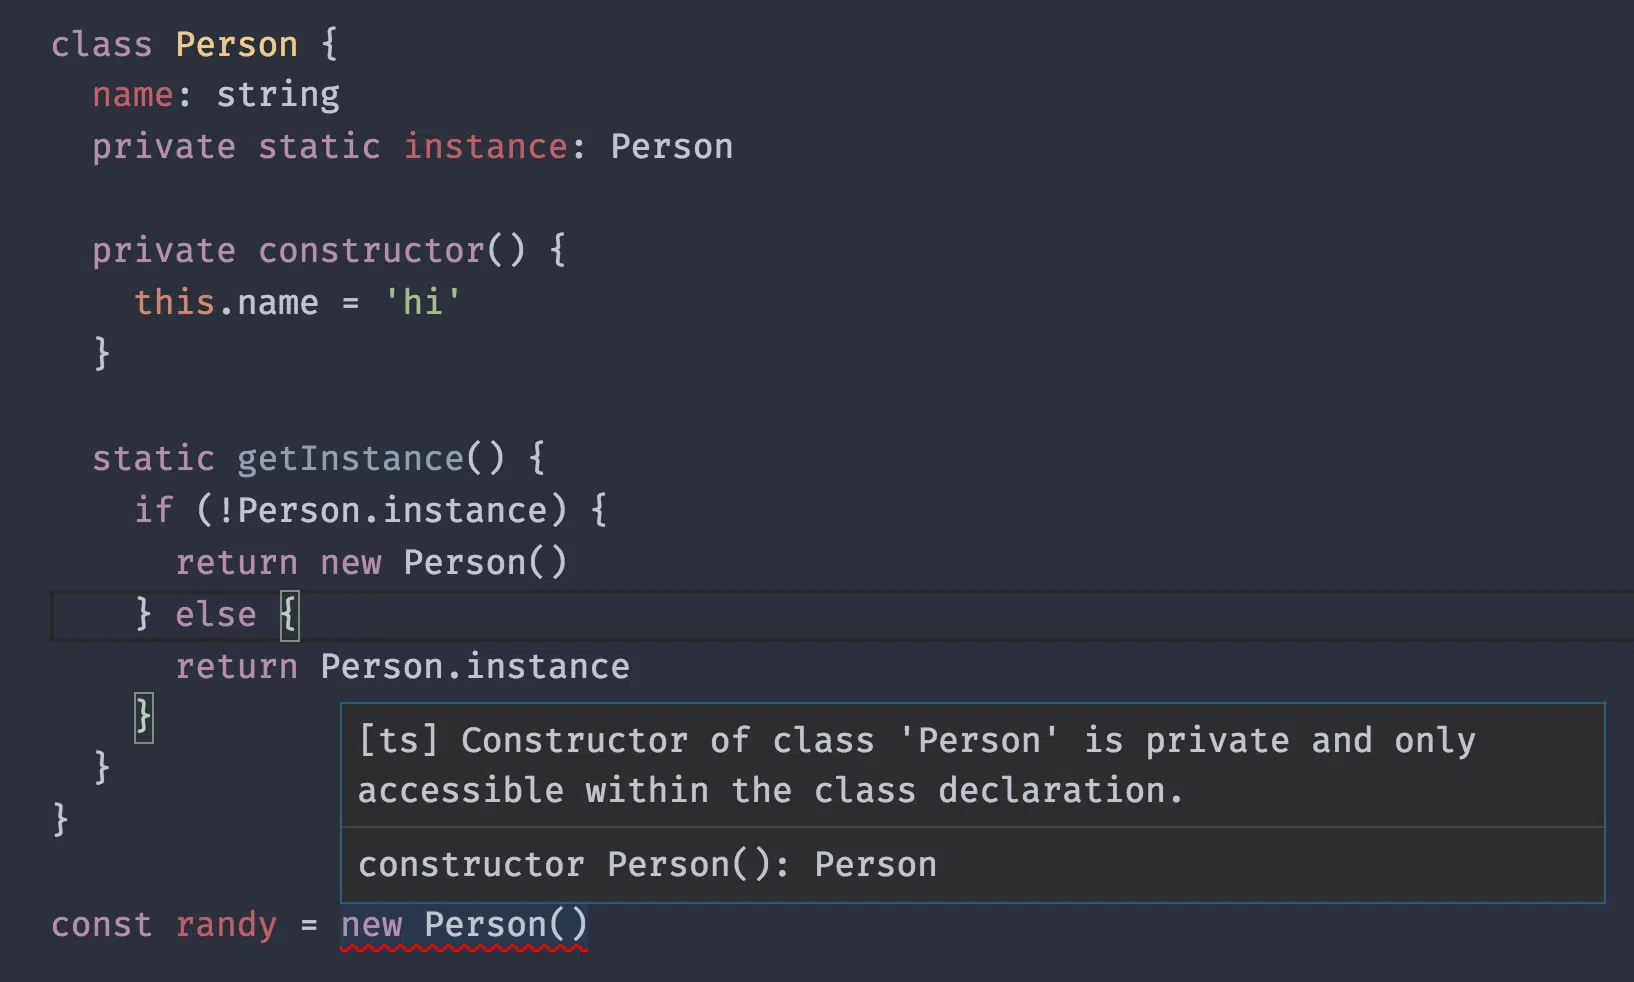 class Person {
  name: string
  private static instance: Person

  private constructor() {
    this.name = 'hi'
  }

  static getInstance() {
    if (!Person.instance) {
      return new Person()
    } else {
      return Person.instance
    }
[ts] Constructor of class 'Person' is private and only
accessible within the class declaration.
  }
}
constructor Person(): Person
const randy = new Person()